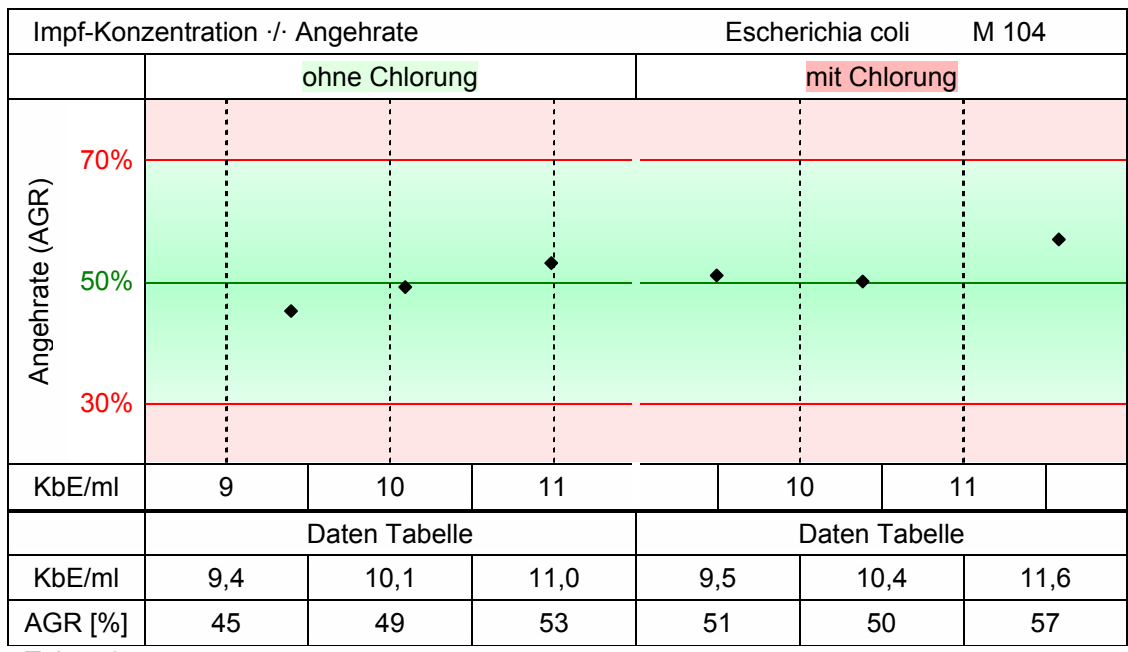 Impf-Konzentration ·/· Angehrate Escherichia coli M 104
ohne Chlorung mit Chlorung
Angehrate (AGR)
70%
50%
30%
KbE/ml 9 10 11 10 11
Daten Tabelle Daten Tabelle
KbE/ml 9,4 10,1 11,0 9,5 10,4 11,6
AGR [%] 45 49 53 51 50 57